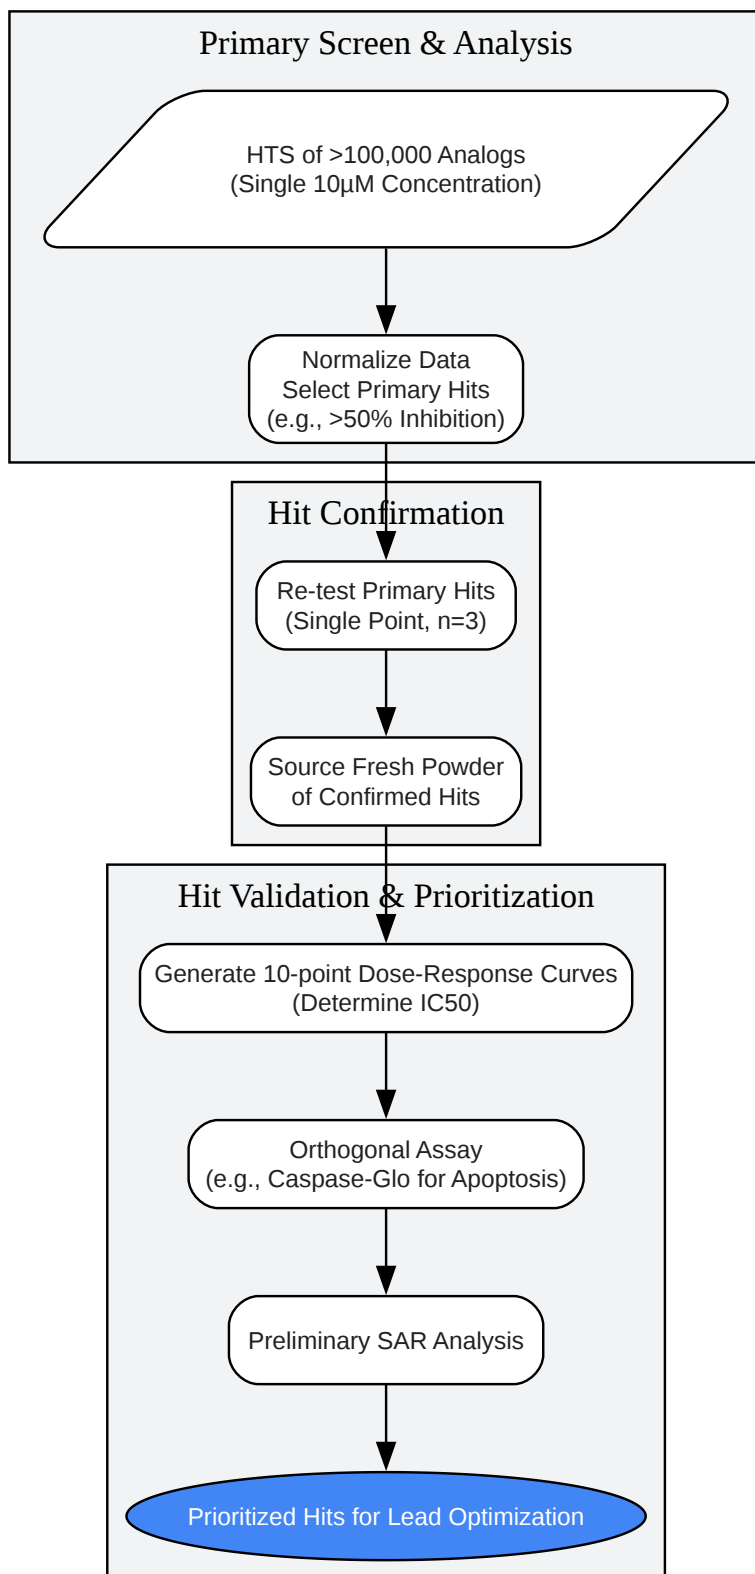 Primary Screen & Analysis
HTS of >100,000 Analogs
(Single 10µM Concentration)
Normalize Data
Select Primary Hits
(e.g., >50% Inhibition)
Hit Confirmation
Re-test Primary Hits
(Single Point, n=3)
Source Fresh Powder
of Confirmed Hits
Hit Validation & Prioritization
Generate 10-point Dose-Response Curves
(Determine IC50)
Orthogonal Assay
(e.g., Caspase-Glo for Apoptosis)
Preliminary SAR Analysis
Prioritized Hits for Lead Optimization